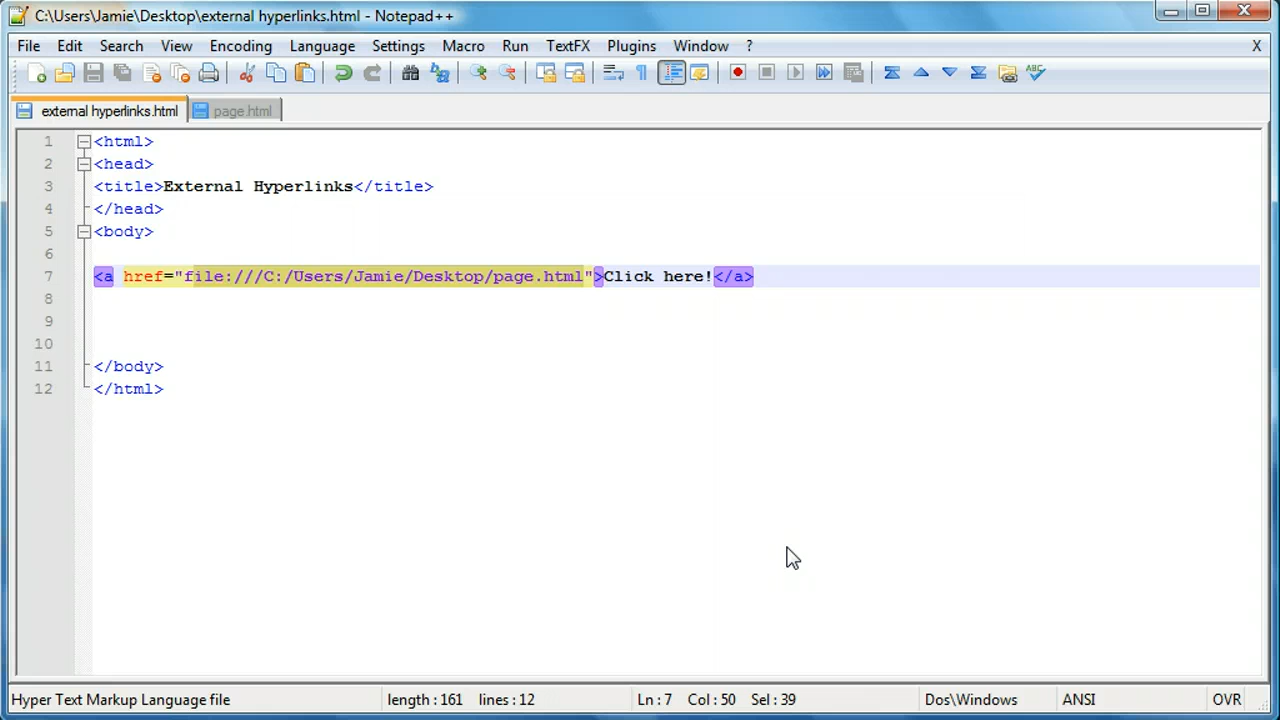 C:\Users\Jamie\Desktop\external hyperlinks.html - Notepad++
File Edit Search View Encoding Language Settings Macro Run TextFX Plugins Window ? X
external hyperlinks.html page.html
1 <html>
2 <head>
3 <title>External Hyperlinks</title>
4 </head>
5 <body>
6
7 <a href="file:///C:/Users/Jamie/Desktop/page.html">Click here!</a>
8
9
10
11 </body>
12 </html>
Hyper Text Markup Language file length : 161 lines : 12 Ln : 7 Col : 50 Sel : 39 Dos\Windows ANSI OVR